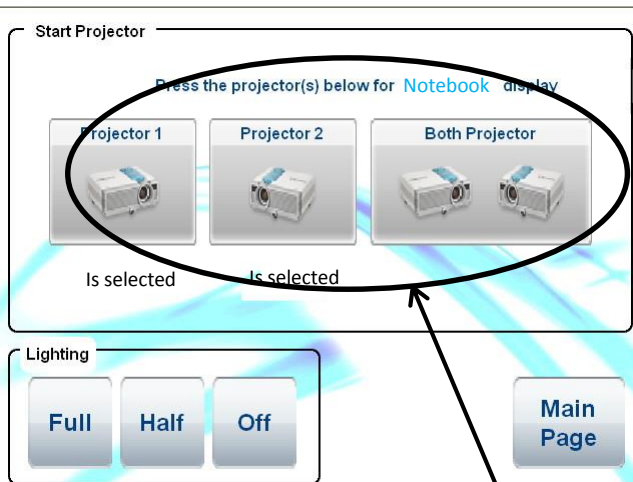 Start Projector
Press the projector(s) below for Notebook display
Projector 1
Projector 2
Both Projector
Is selected
Is selected
Lighting
Full
Half
Off
Main
Page